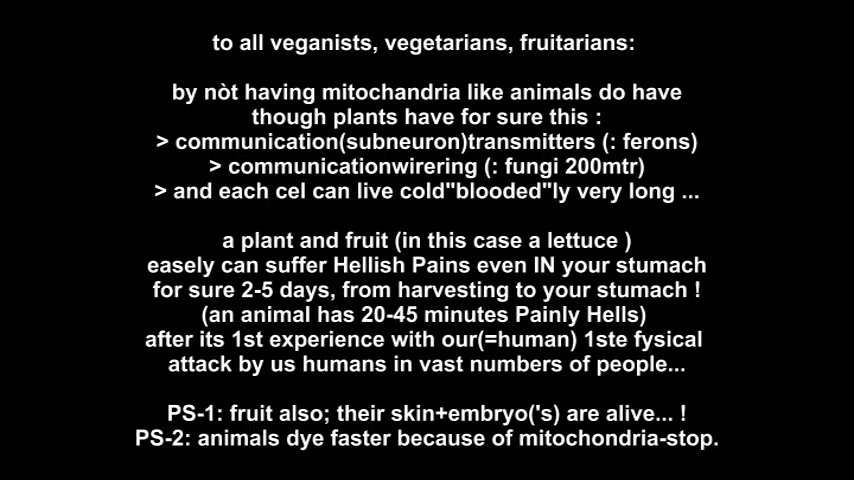 to all veganists, vegetarians, fruitarians:
by nòt having mitochandria like animals do have
though plants have for sure this :
> communication(subneuron)transmitters (: ferons)
> communicationwirering (: fungi 200mtr)
> and each cel can live cold"blooded"ly very long ...
a plant and fruit (in this case a lettuce )
easely can suffer Hellish Pains even IN your stumach
for sure 2-5 days, from harvesting to your stumach !
(an animal has 20-45 minutes Painly Hells)
after its 1st experience with our(=human) 1ste fysical
attack by us humans in vast numbers of people...
PS-1: fruit also; their skin+embryo('s) are alive... !
PS-2: animals dye faster because of mitochondria-stop.